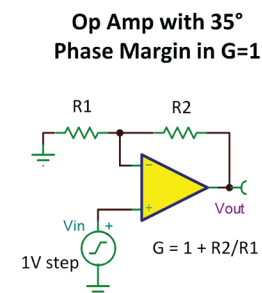 Op Amp with 35°
Phase Margin in G=1
R1
R2
-
+
Vout
Vin
+
G = 1 + R2/R1
1V step